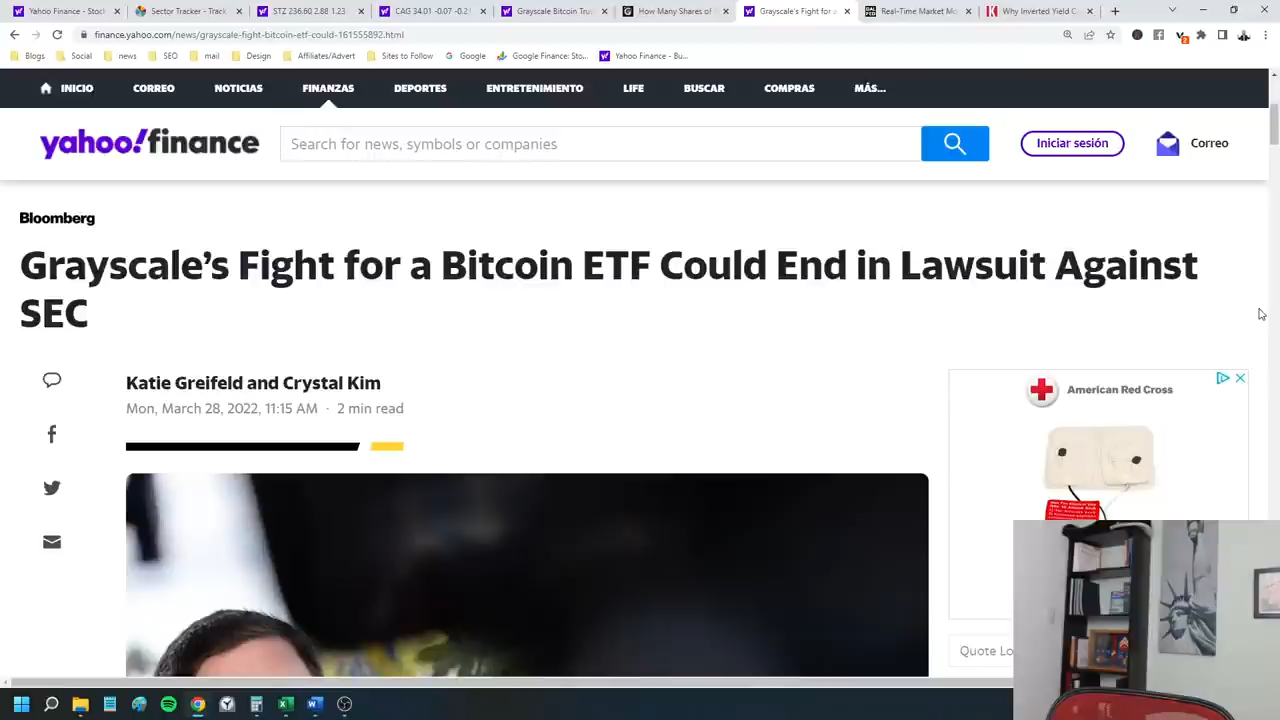 Yahoo Finance - Stock
Sector Tracker - Track
STZ 236.60 2.88 1.23
CAG 34.01 -0.07 -0.21
Grayscale Bitcoin Trus
How Many Shares of
Grayscale's Fight for a
Real-Time Market Mo
Why Inverted Yield C
finance.yahoo.com/news/grayscale-fight-bitcoin-etf-could-161555892.html
Blogs
Social
news
SEO
mail
Design
Affiliates/Advert
Sites to Follow
Google
Google Finance: Sto...
Yahoo Finance - Bu...
INICIO
CORREO
NOTICIAS
FINANZAS
DEPORTES
ENTRETENIMIENTO
LIFE
BUSCAR
COMPRAS
MÁS...
yahoo!finance
Search for news, symbols or companies
Iniciar sesión
Correo
Bloomberg
Grayscale's Fight for a Bitcoin ETF Could End in Lawsuit Against
SEC
Katie Greifeld and Crystal Kim
Mon, March 28, 2022, 11:15 AM · 2 min read
American Red Cross
Quote Lo